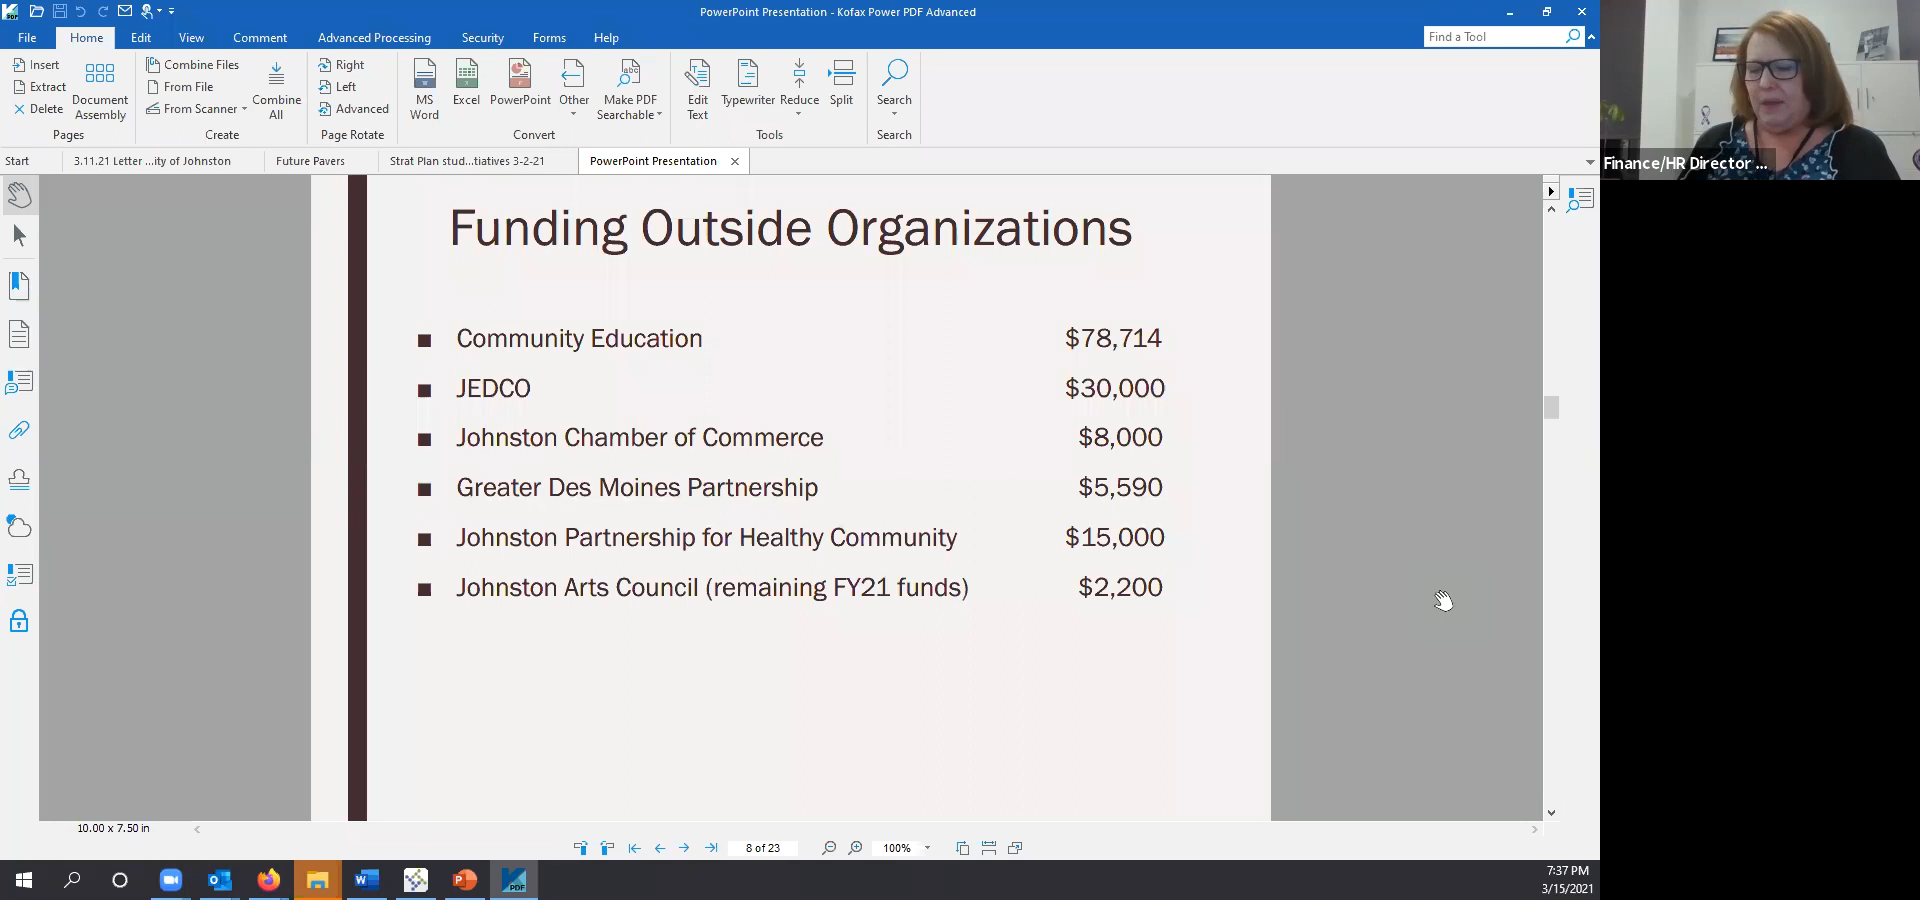 PowerPoint Presentation - Kofax Power PDF Advanced
File Home Edit View Comment Advanced Processing Security Forms Help
Find a Tool
Insert
Extract
Delete
Document Assembly
Pages
Combine Files
From File
From Scanner
Combine All
Create
Right
Left
Advanced
Page Rotate
MS Word
Excel
PowerPoint
Other
Make PDF Searchable
Convert
Edit Text
Typewriter
Reduce
Split
Tools
Search
Search
Start
3.11.21 Letter ...ity of Johnston
Future Pavers
Strat Plan stud...tiatives 3-2-21
PowerPoint Presentation
Finance/HR Director ...
Funding Outside Organizations
Community Education $78,714
JEDCO $30,000
Johnston Chamber of Commerce $8,000
Greater Des Moines Partnership $5,590
Johnston Partnership for Healthy Community $15,000
Johnston Arts Council (remaining FY21 funds) $2,200
10.00 x 7.50 in
8 of 23
100%
7:37 PM
3/15/2021